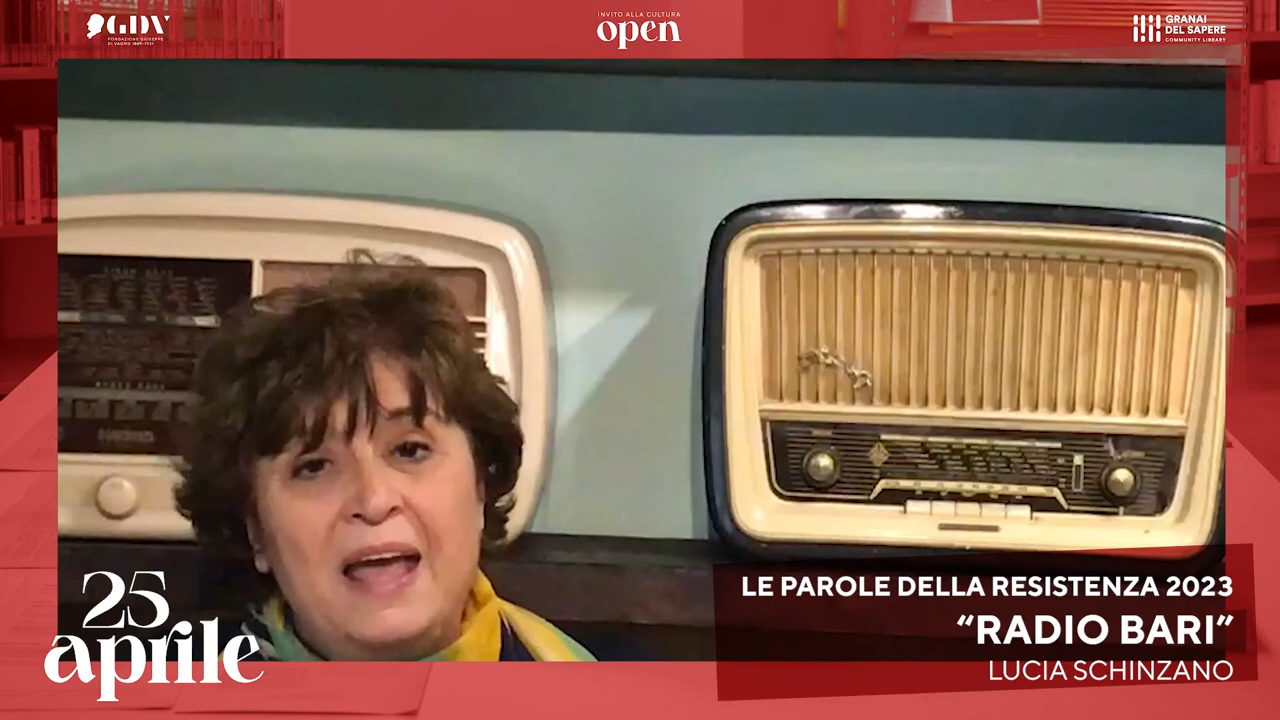 GDV
FONDAZIONE GIUSEPPE
DI VAGNO 1889-1921
INVITO ALLA CULTURA
open
GRANAI
DEL SAPERE
COMMUNITY LIBRARY
25
aprile
LE PAROLE DELLA RESISTENZA 2023
“RADIO BARI”
LUCIA SCHINZANO